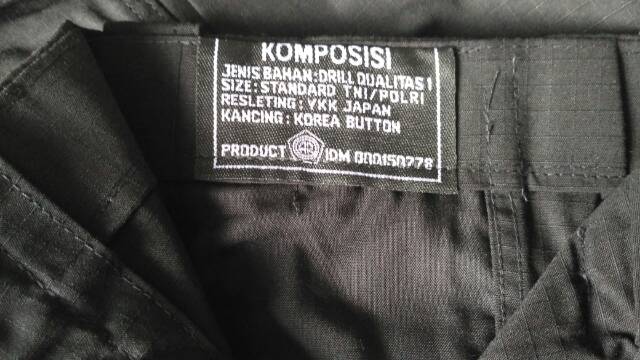 KOMPOSISI
JENIS BAHAN:DRILL QUALITAS 1
SIZE: STANDARD TNI/POLRI
RESLETING: YKK JAPAN
KANCING: KOREA BUTTON
PRODUCT IDM 000150778